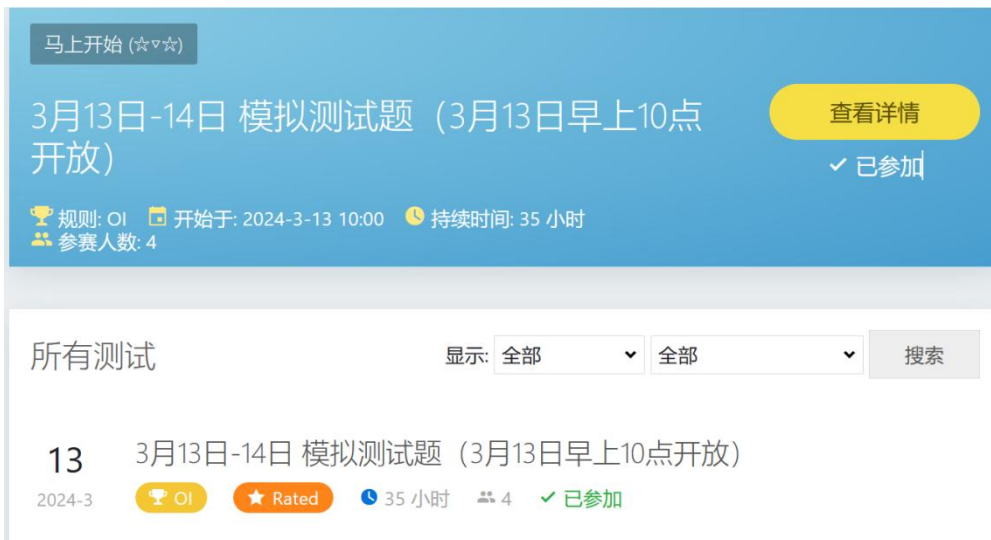 马上开始 (☆▽☆)
3月13日-14日 模拟测试题（3月13日早上10点
开放）
查看详情
✓ 已参加
规则: OI 开始于: 2024-3-13 10:00 持续时间: 35 小时
参赛人数: 4
所有测试
显示: 全部 全部 搜索
13
2024-3
3月13日-14日 模拟测试题（3月13日早上10点开放）
OI Rated 35 小时 4 ✓ 已参加